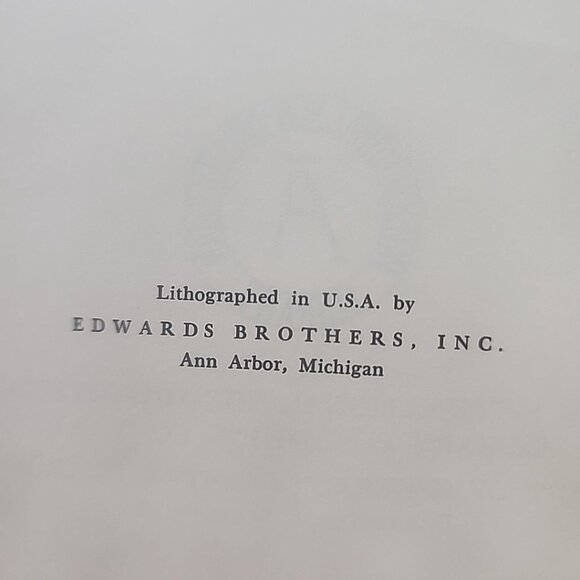 Lithographed in U.S.A. by
EDWARDS BROTHERS, INC.
Ann Arbor, Michigan